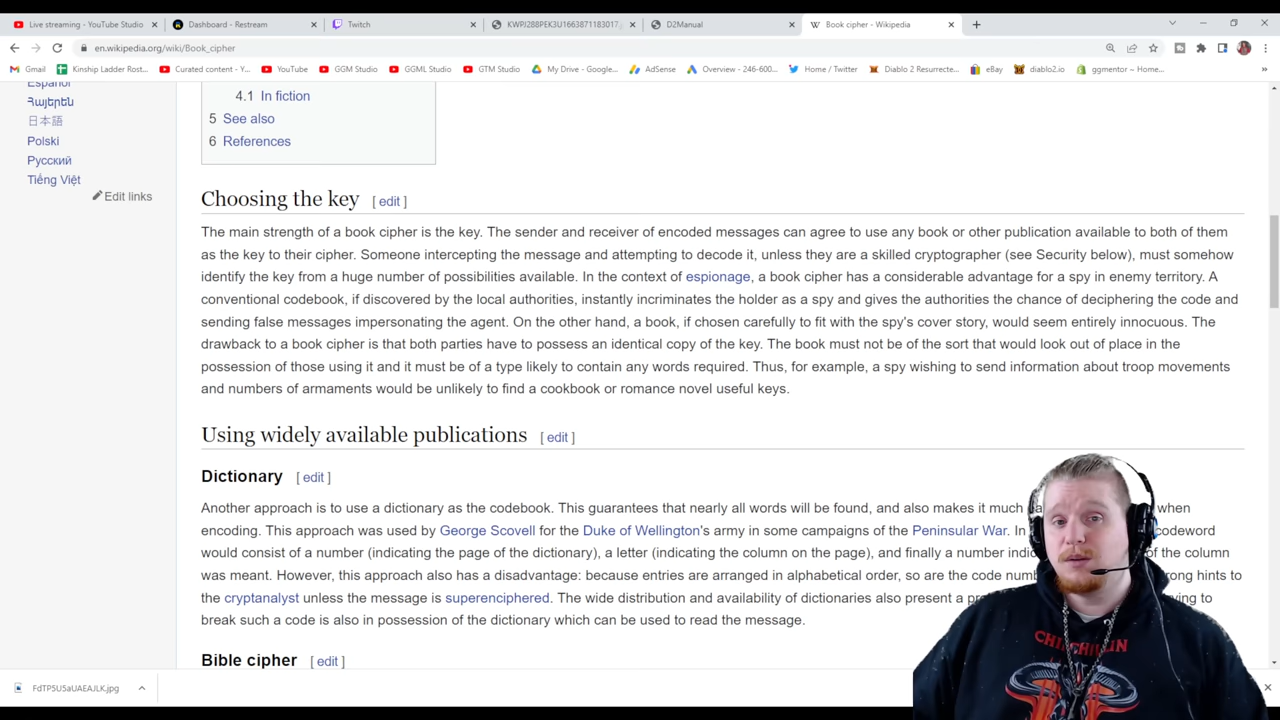 Live streaming - YouTube Studio
Dashboard - Restream
Twitch
KWPJ288PEK3U1663871183017
D2Manual
Book cipher - Wikipedia
en.wikipedia.org/wiki/Book_cipher
Gmail
Kinship Ladder Rost...
Curated content - Y...
YouTube
GGM Studio
GGML Studio
GTM Studio
My Drive - Google...
AdSense
Overview - 246-600...
Home / Twitter
Diablo 2 Resurrecte...
eBay
diablo2.io
ggmentor ~ Home...
Español
Հայերեն
日本語
Polski
Русский
Tiếng Việt
Edit links
4.1 In fiction
5 See also
6 References
Choosing the key [ edit ]
The main strength of a book cipher is the key. The sender and receiver of encoded messages can agree to use any book or other publication available to both of them
as the key to their cipher. Someone intercepting the message and attempting to decode it, unless they are a skilled cryptographer (see Security below), must somehow
identify the key from a huge number of possibilities available. In the context of espionage, a book cipher has a considerable advantage for a spy in enemy territory. A
conventional codebook, if discovered by the local authorities, instantly incriminates the holder as a spy and gives the authorities the chance of deciphering the code and
sending false messages impersonating the agent. On the other hand, a book, if chosen carefully to fit with the spy's cover story, would seem entirely innocuous. The
drawback to a book cipher is that both parties have to possess an identical copy of the key. The book must not be of the sort that would look out of place in the
possession of those using it and it must be of a type likely to contain any words required. Thus, for example, a spy wishing to send information about troop movements
and numbers of armaments would be unlikely to find a cookbook or romance novel useful keys.
Using widely available publications [ edit ]
Dictionary [ edit ]
Another approach is to use a dictionary as the codebook. This guarantees that nearly all words will be found, and also makes it much when
encoding. This approach was used by George Scovell for the Duke of Wellington's army in some campaigns of the Peninsular War. In codeword
would consist of a number (indicating the page of the dictionary), a letter (indicating the column on the page), and finally a number of the column
was meant. However, this approach also has a disadvantage: because entries are arranged in alphabetical order, so are the code hints to
the cryptanalyst unless the message is superenciphered. The wide distribution and availability of dictionaries also present a to
break such a code is also in possession of the dictionary which can be used to read the message.
Bible cipher [ edit ]
FdTP5U5aUAEAJLK.jpg